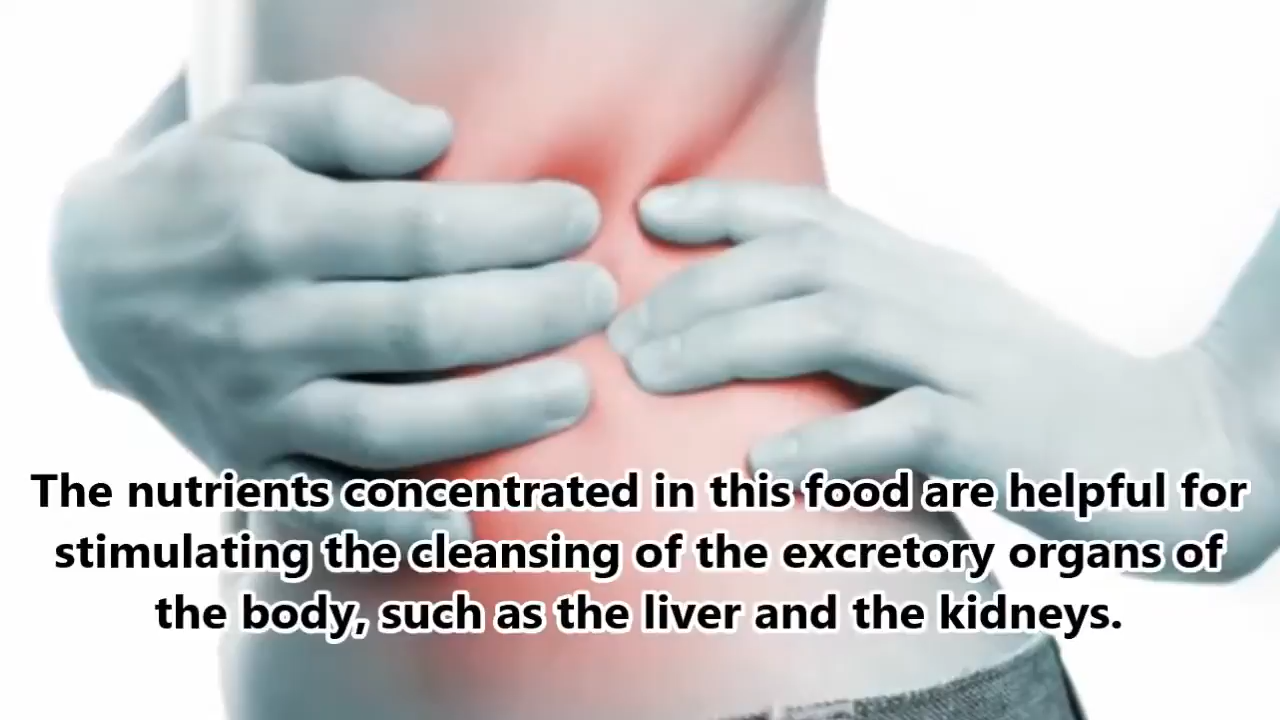 The nutrients concentrated in this food are helpful for
stimulating the cleansing of the excretory organs of
the body, such as the liver and the kidneys.